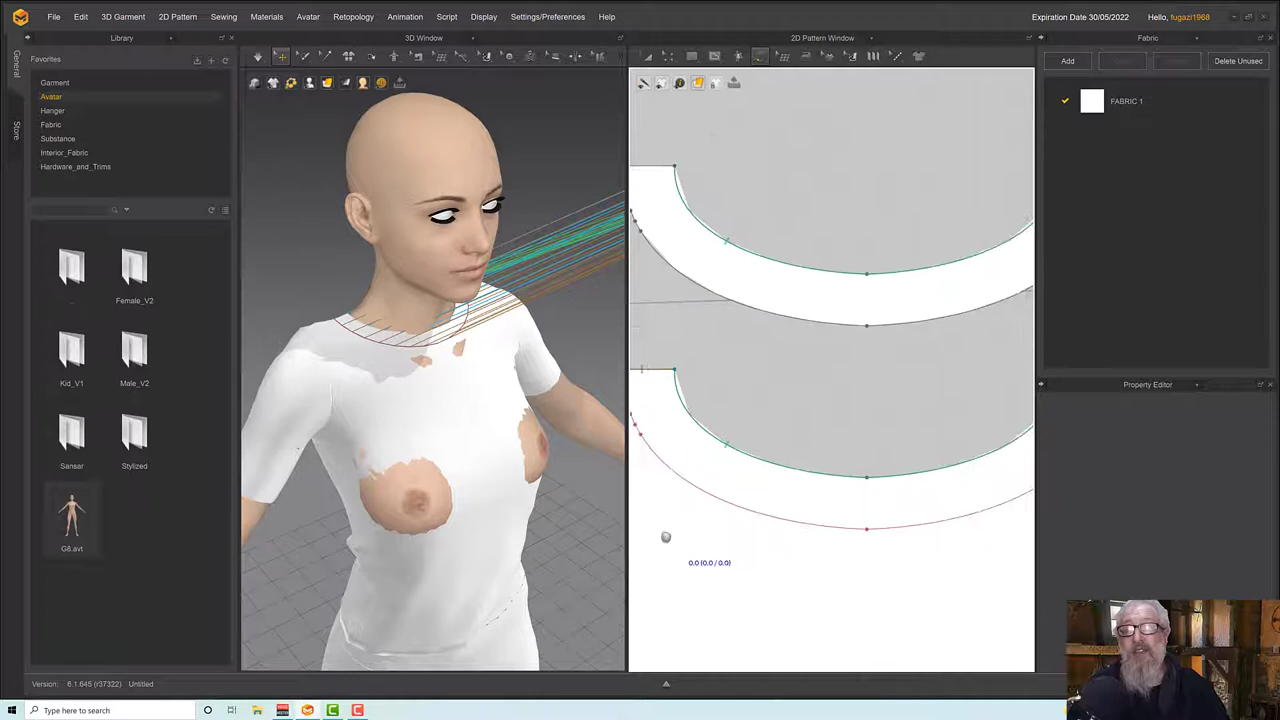 File Edit 3D Garment 2D Pattern Sewing Materials Avatar Retopology Animation Script Display Settings/Preferences Help Expiration Date 30/05/2022 Hello, fugazi1968
Library 3D Window 2D Pattern Window Fabric
General
Store
Favorites
Garment
Avatar
Hanger
Fabric
Substance
Interior_Fabric
Hardware_and_Trims
Add Delete Unused
FABRIC 1
..
Female_V2
Kid_V1 Male_V2
Sansar Stylized
G8.avt
Property Editor
0.0 (0.0 / 0.0)
Version: 6.1.645 (r37322) Untitled
Type here to search